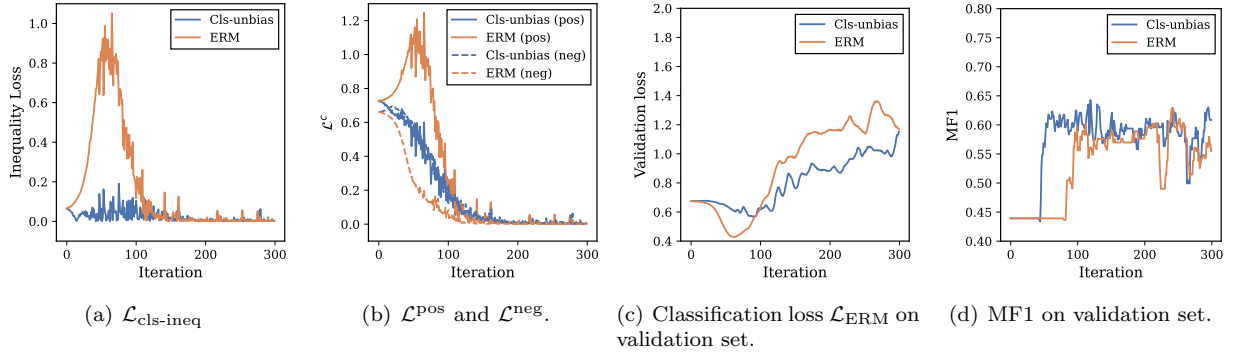 Inequality Loss
1.0
0.8
0.6
0.4
0.2
0.0
0
100
200
300
Iteration
Cls-unbias
ERM
(a) ℒcls-ineq
ℒᶜ
1.2
1.0
0.8
0.6
0.4
0.2
0.0
0
100
200
300
Iteration
Cls-unbias (pos)
ERM (pos)
Cls-unbias (neg)
ERM (neg)
(b) ℒpos and ℒneg.
Validation loss
2.0
1.8
1.6
1.4
1.2
1.0
0.8
0.6
0.4
0
100
200
300
Iteration
Cls-unbias
ERM
(c) Classification loss ℒERM on
validation set.
MF1
0.80
0.75
0.70
0.65
0.60
0.55
0.50
0.45
0.40
0
100
200
300
Iteration
Cls-unbias
ERM
(d) MF1 on validation set.